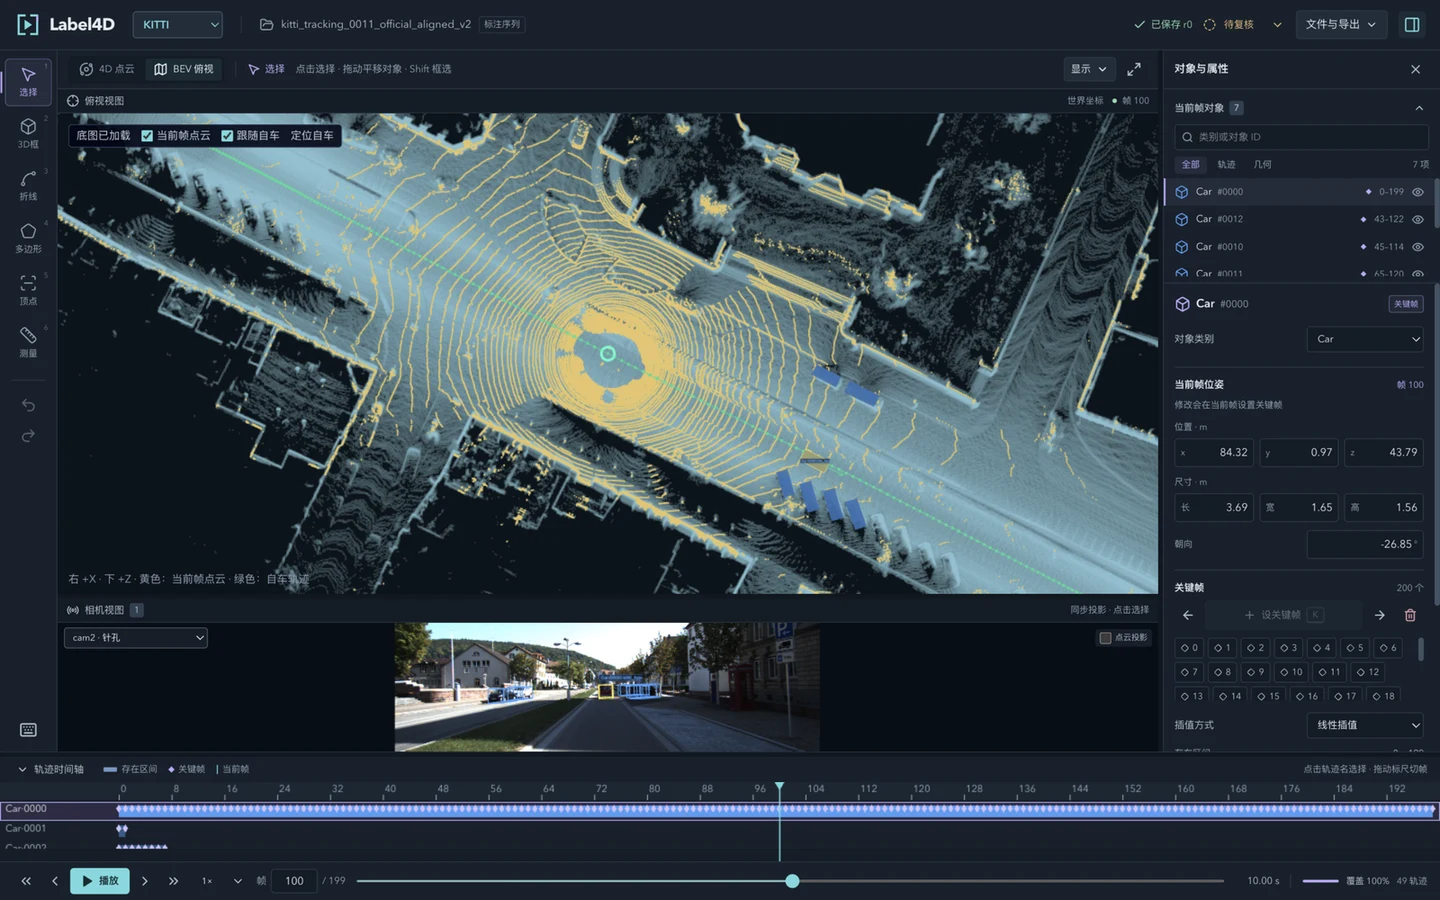 Label4D
KITTI
kitti_tracking_0011_official_aligned_v2
标注序列
已保存 r0
待复核
文件与导出
选择 1
3D框 2
折线 3
多边形 4
顶点 5
测量 6
4D 点云
BEV 俯视
选择
点击选择 · 拖动平移对象 · Shift 框选
显示
俯视视图
世界坐标
帧 100
底图已加载
当前帧点云
跟随自车
定位自车
右 +X · 下 +Z · 黄色：当前帧点云 · 绿色：自车轨迹
相机视图 1
同步投影 · 点击选择
cam2 · 针孔
点云投影
对象与属性
当前帧对象 7
类别或对象 ID
全部
轨迹
几何
7 项
Car #0000 0-199
Car #0012 43-122
Car #0010 45-114
Car #0011 65-120
Car #0000
关键帧
对象类别
Car
当前帧位姿
帧 100
修改会在当前帧设置关键帧
位置 · m
x 84.32
y 0.97
z 43.79
尺寸 · m
长 3.69
宽 1.65
高 1.56
朝向
-26.85°
关键帧
200 个
设关键帧 K
0 1 2 3 4 5 6
7 8 9 10 11 12
13 14 15 16 17 18
插值方式
线性插值
轨迹时间轴
存在区间
关键帧
当前帧
点击轨迹名选择 · 拖动标尺切帧
0 8 16 24 32 40 48 56 64 72 80 88 96 104 112 120 128 136 144 152 160 168 176 184 192
Car·0000
Car·0001
Car·0002
播放
1×
帧 100 / 199
10.00 s
覆盖 100%
49 轨迹